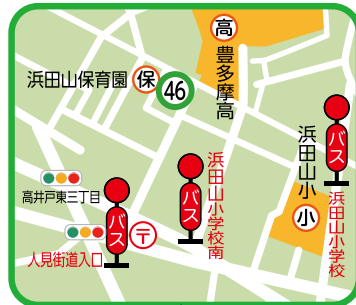 高
豊多摩高
浜田山保育園
保
46
バス
浜田山小
小
浜田山小学校
バス
浜田山小学校南
高井戸東三丁目
バス
〒
人見街道入口